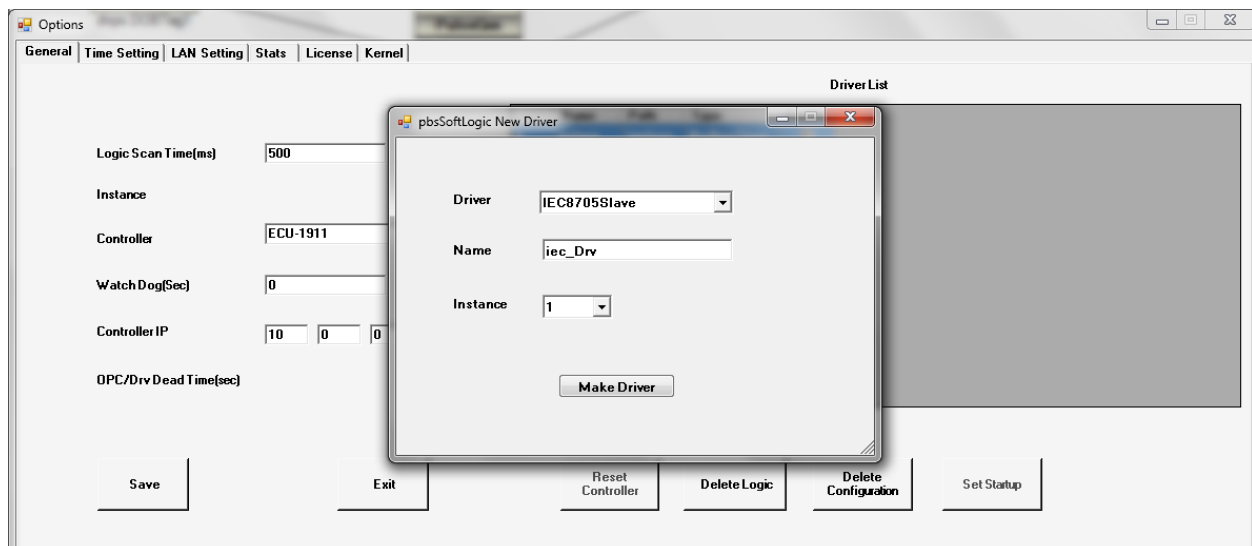 Options
General Time Setting LAN Setting Stats License Kernel
Driver List
pbsSoftLogic New Driver
Logic Scan Time(ms) 500
Instance
Controller ECU-1911
Watch Dog(Sec) 0
Controller IP 10 0 0
OPC/Drv Dead Time(sec)
Driver IEC8705Slave
Name iec_Drv
Instance 1
Make Driver
Save
Exit
Reset
Controller
Delete Logic
Delete
Configuration
Set Startup